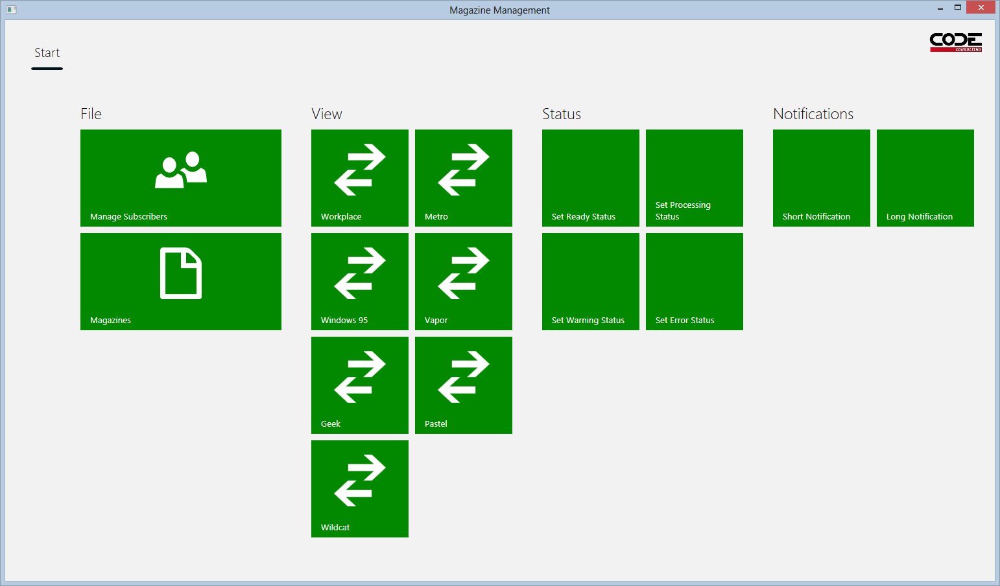 Magazine Management
CODE
CONSULTING
Start
File
Manage Subscribers
Magazines
View
Workplace
Metro
Windows 95
Vapor
Geek
Pastel
Wildcat
Status
Set Ready Status
Set Processing
Status
Set Warning Status
Set Error Status
Notifications
Short Notification
Long Notification